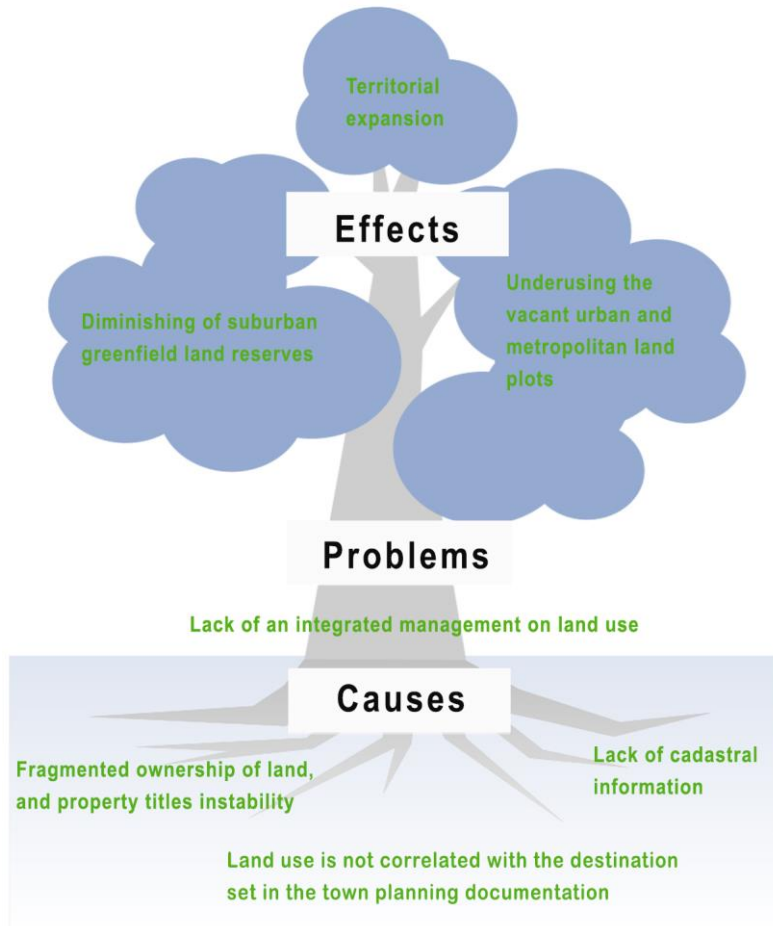 Territorial
expansion
Effects
Diminishing of suburban
greenfield land reserves
Underusing the
vacant urban and
metropolitan land
plots
Problems
Lack of an integrated management on land use
Causes
Fragmented ownership of land,
and property titles instability
Lack of cadastral
information
Land use is not correlated with the destination
set in the town planning documentation